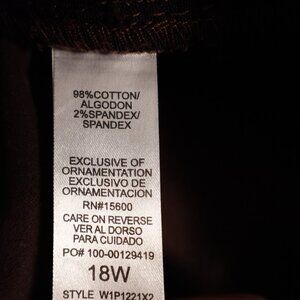 98%COTTON/
ALGODON
2%SPANDEX/
SPANDEX
EXCLUSIVE OF
ORNAMENTATION
EXCLUSIVO DE
ORNAMENTACION
RN#15600
CARE ON REVERSE
VER AL DORSO
PARA CUIDADO
PO# 100-00129419
18W
STYLE W1P1221X2